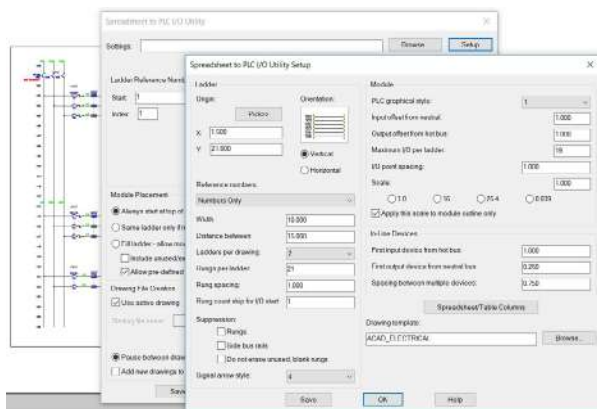 Spreadsheet to PLC I/O Utility
Settings:
Browse
Setup
Ladder Reference Num
Start: 1
Index: 1
Module Placement
Always start at top of
Same ladder only if
Fill ladder - allow
Include unused/
Allow pre-defined
Drawing File Creation
Use active drawing
Pause between draw
Add new drawings to
Save
Spreadsheet to PLC I/O Utility Setup
Ladder
Origin:
Pick>>
X 1.500
Y 21.000
Orientation:
Vertical
Horizontal
Reference numbers:
Numbers Only
Width 10.000
Distance between 15.000
Ladders per drawing: 2
Rungs per ladder: 21
Rung spacing: 1.000
Rung count skip for I/O start: 1
Suppression:
Rungs
Side bus rails
Do not erase unused, blank rungs
Signal arrow style: 4
Module
PLC graphical style: 1
Input offset from neutral: 1.000
Output offset from hot bus: 1.000
Maximum I/O per ladder:
I/O point spacing: 1.000
Scale: 1.000
1.0
25.4
0.039
Apply this scale to module outline only
In-Line Devices
First input device from hot bus: 1.000
First output device from neutral bus: 0.250
Spacing between multiple devices: 0.750
Spreadsheet/Table Columns
Drawing template:
ACAD_ELECTRICAL
Browse...
Save
OK
Help